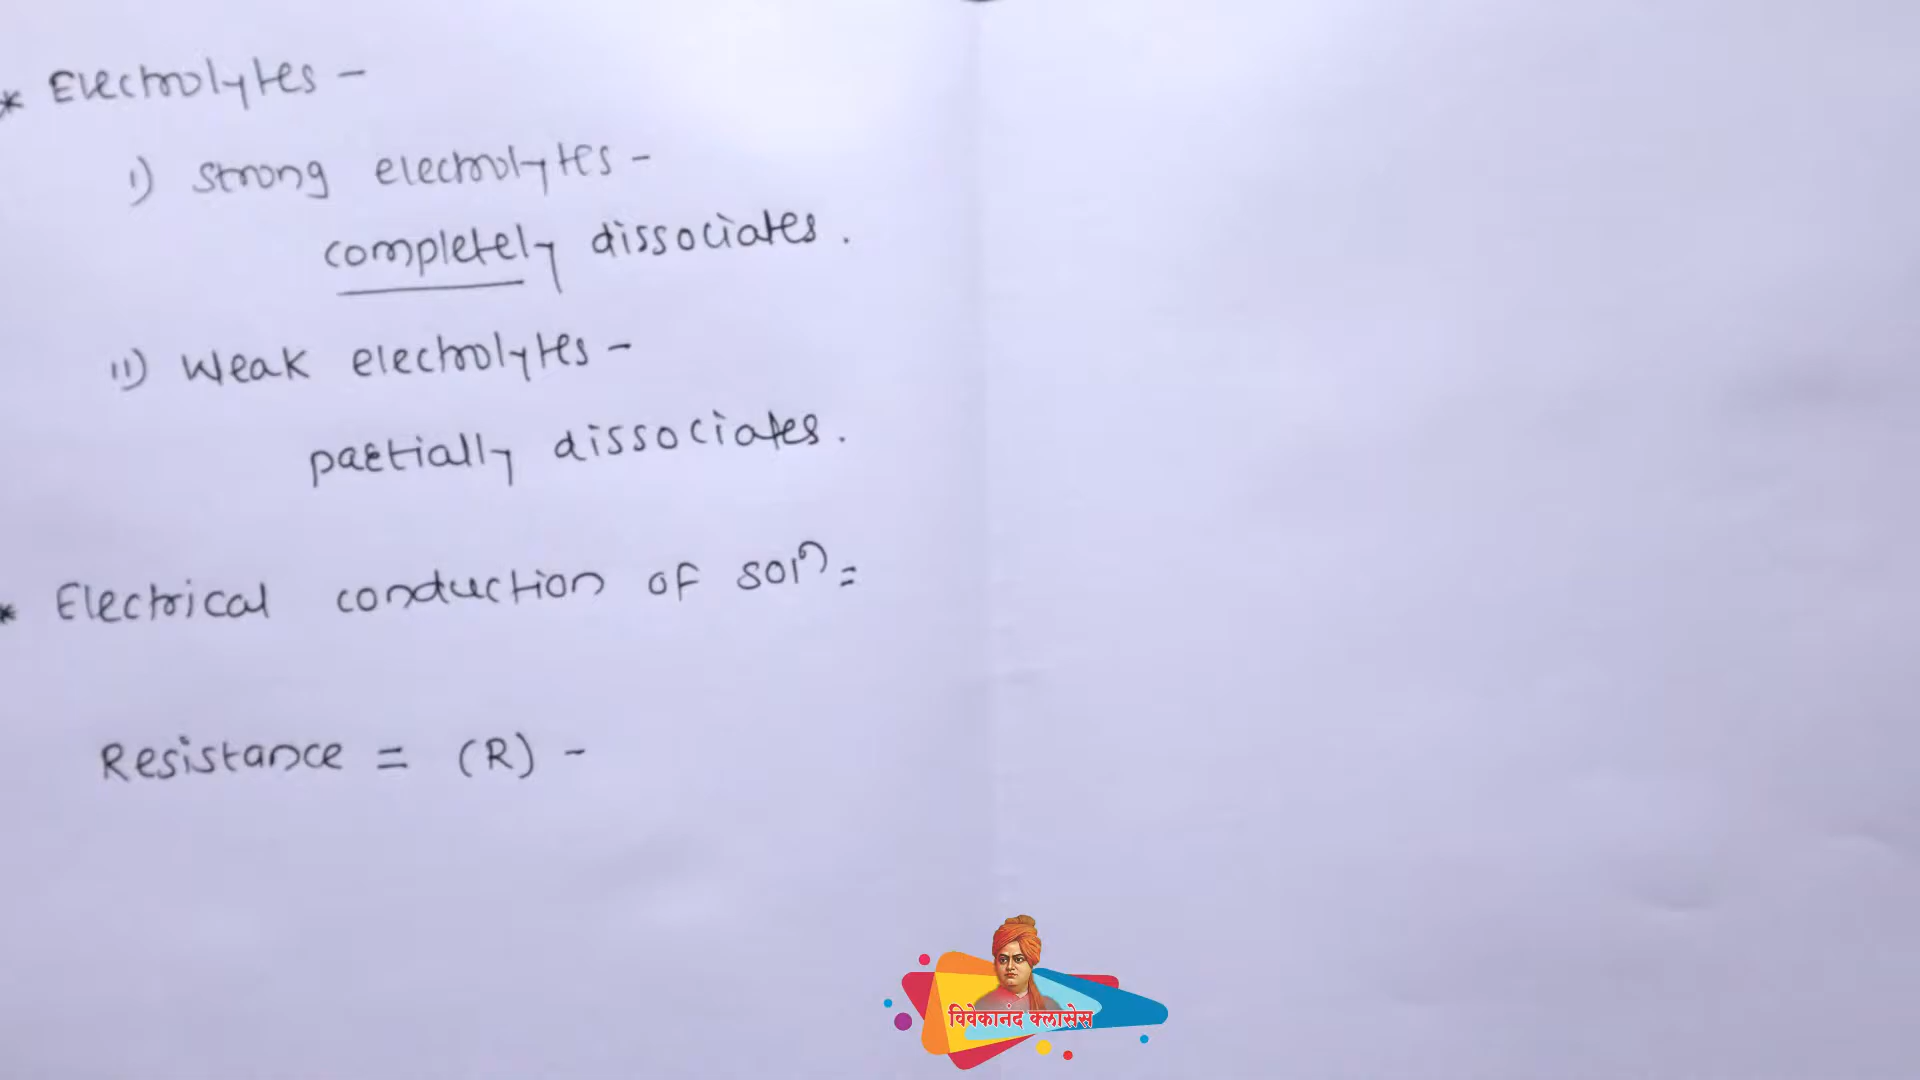 * Electrolytes -
i) strong electrolytes -
completely dissociates.
ii) Weak electrolytes -
partially dissociates.
* Electrical conduction of solⁿ =
Resistance = (R) -
विवेकानंद क्लासेस